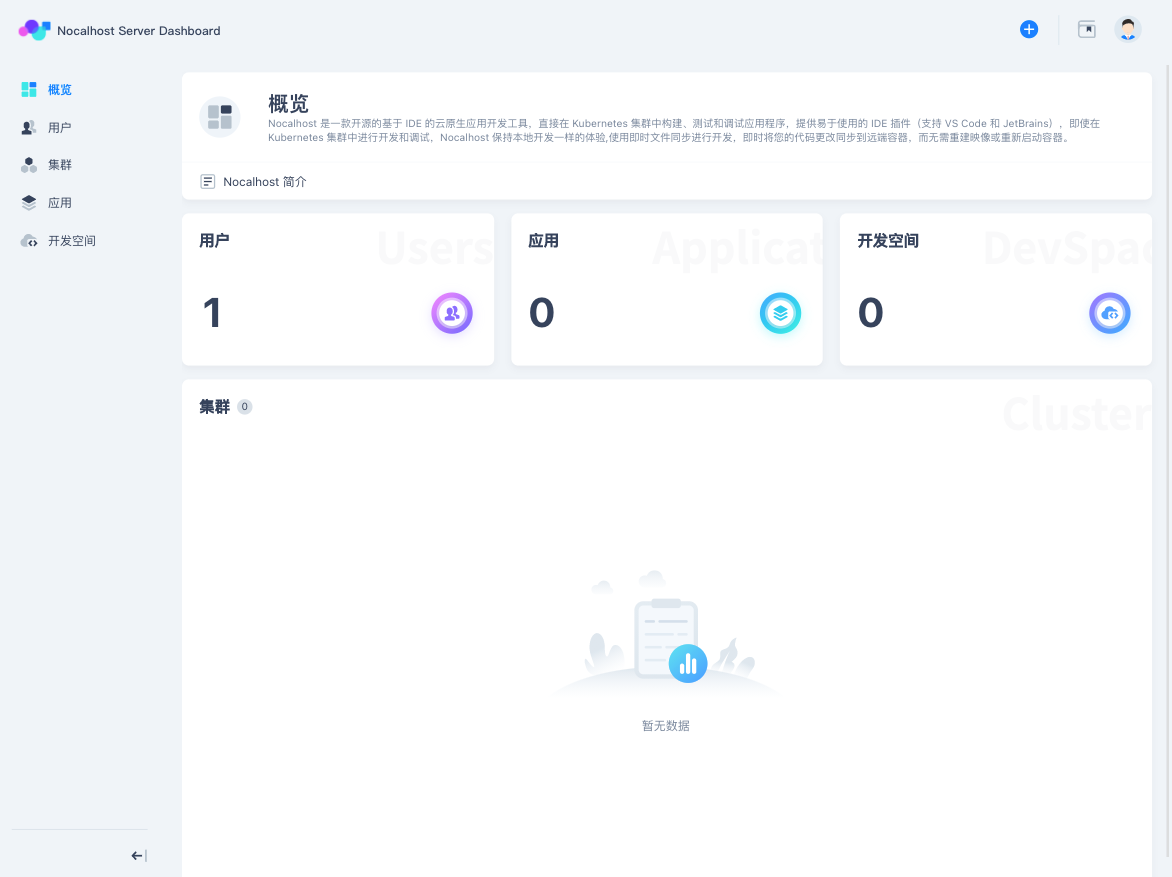 Nocalhost Server Dashboard
概览
用户
集群
应用
开发空间
概览
Nocalhost 是一款开源的基于 IDE 的云原生应用开发工具，直接在 Kubernetes 集群中构建、测试和调试应用程序，提供易于使用的 IDE 插件（支持 VS Code 和 JetBrains），即使在
Kubernetes 集群中进行开发和调试，Nocalhost 保持本地开发一样的体验,使用即时文件同步进行开发，即时将您的代码更改同步到远端容器，而无需重建映像或重新启动容器。
Nocalhost 简介
用户
Users
1
应用
Applicat
0
开发空间
DevSpac
0
集群 0
Cluster
暂无数据